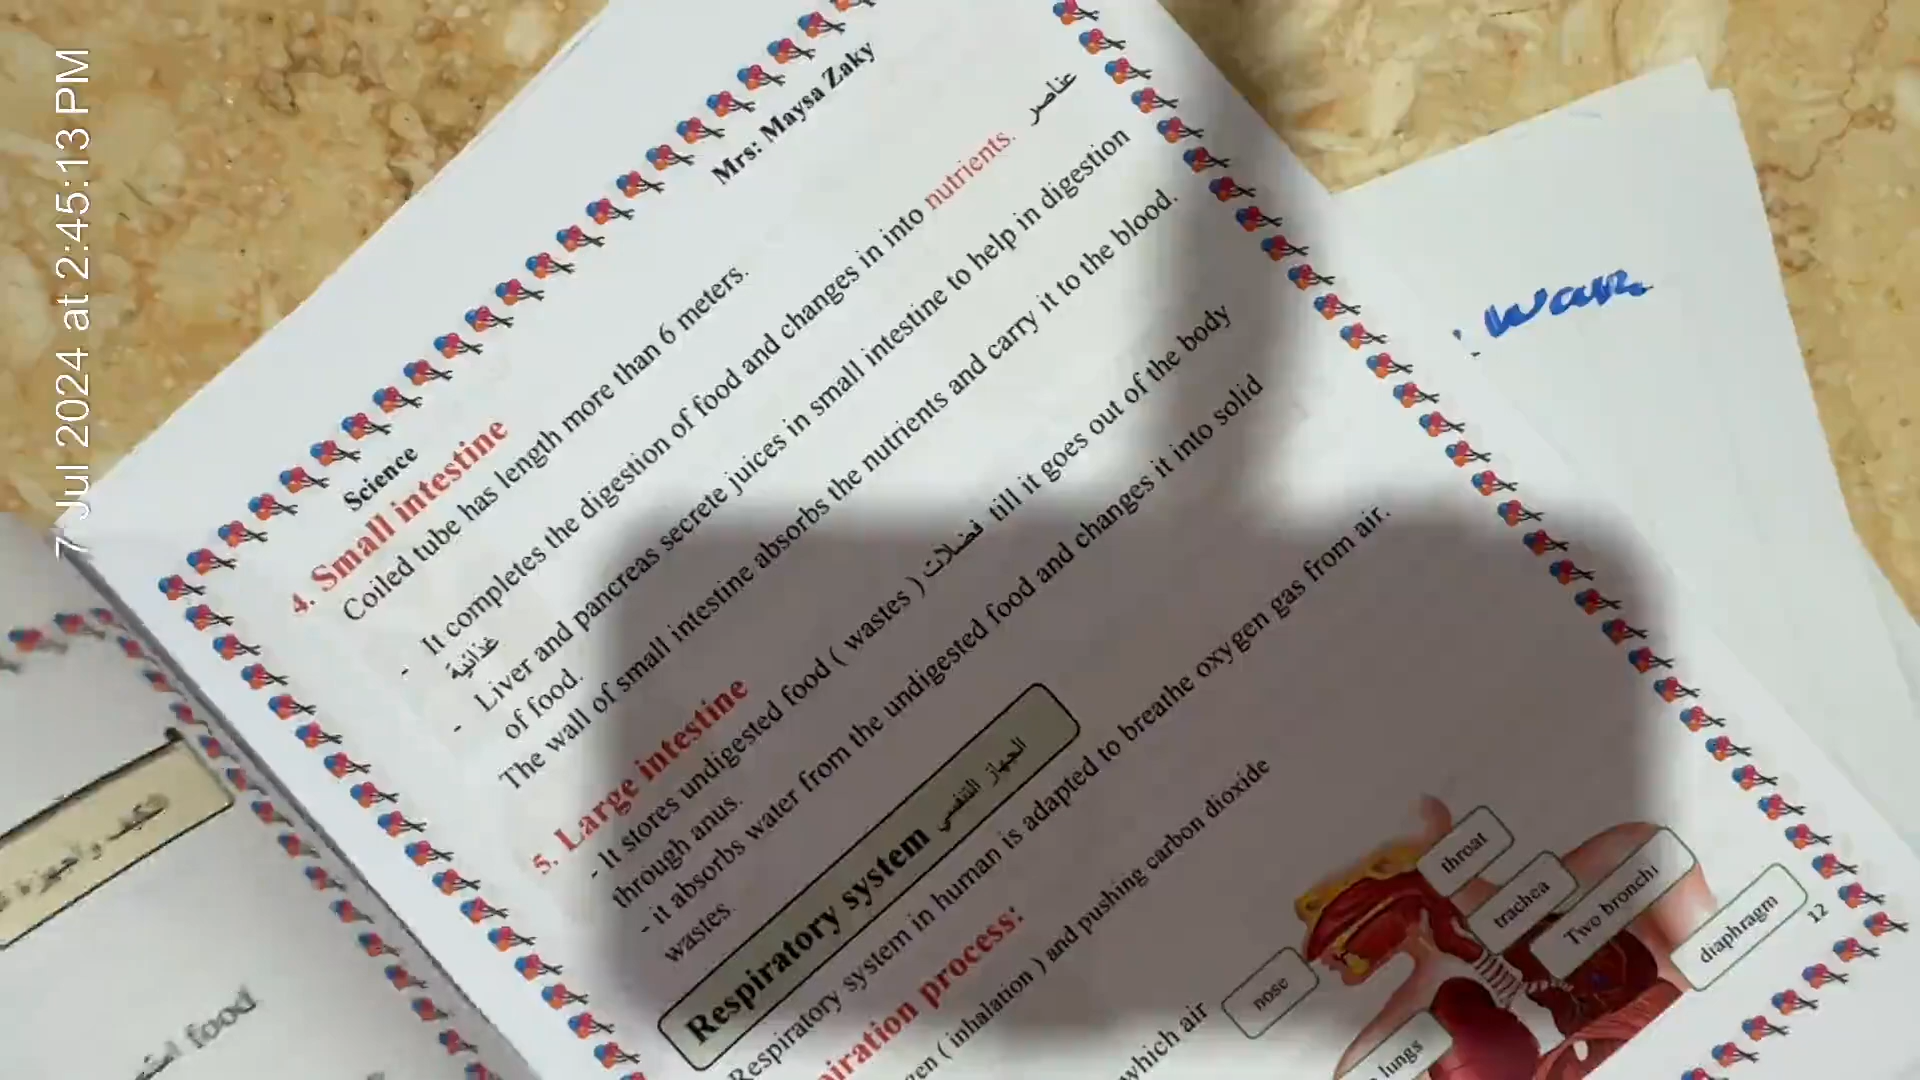 7 Jul 2024 at 2:45:13 PM
Mrs: Maysa Zaky
Science
4. Small intestine
Coiled tube has length more than 6 meters.
- It completes the digestion of food and changes in into nutrients. عناصر
غذائية
- Liver and pancreas secrete juices in small intestine to help in digestion
of food.
The wall of small intestine absorbs the nutrients and carry it to the blood.
5. Large intestine
- It stores undigested food ( wastes ) فضلات till it goes out of the body
through anus.
- it absorbs water from the undigested food and changes it into solid
wastes.
Respiratory system الجهاز التنفسي
Respiratory system in human is adapted to breathe oxygen gas from air.
piration process:
gen ( inhalation ) and pushing carbon dioxide
which air
nose
throat
trachea
Two bronchi
diaphragm
lungs
12
food